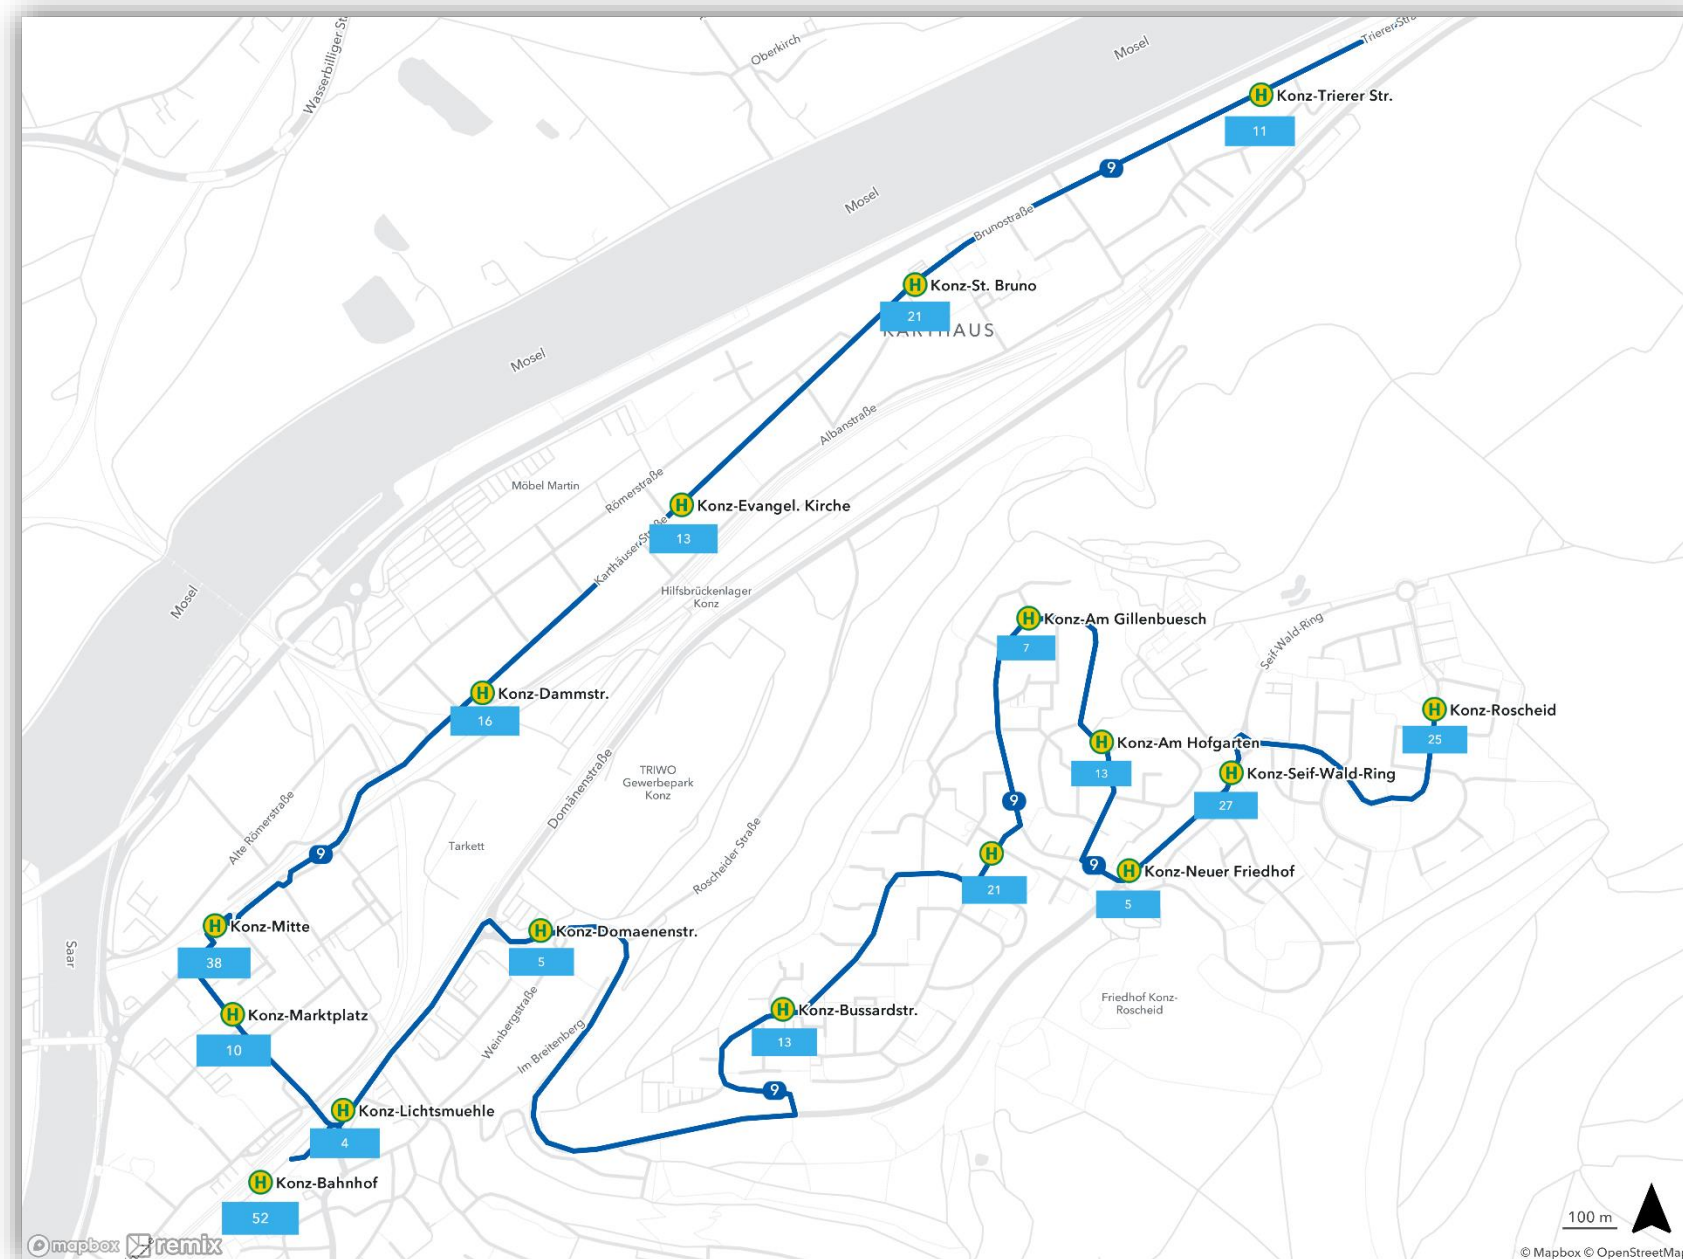 Wasserbilliger St
Oberkirch
Mosel
Trierer Stra
Konz-Trierer Str.
11
9
Mosel
Brunostraße
Konz-St. Bruno
21
KARTHAUS
Mosel
Albanstraße
Möbel Martin
Römerstraße
Konz-Evangel. Kirche
13
Karthäuser Straße
Hilfsbrückenlager
Konz
Mosel
Konz-Am Gillenbuesch
7
Seif-Wald-Ring
Konz-Dammstr.
16
Konz-Roscheid
25
Konz-Am Hofgarten
13
Konz-Seif-Wald-Ring
27
TRIWO
Gewerbepark
Konz
Domänenstraße
9
Alte Römerstraße
9
Tarkett
Roscheider Straße
21
9
Konz-Neuer Friedhof
5
Konz-Mitte
38
Saar
Konz-Domaenenstr.
5
Weinbergstraße
Im Breitenberg
Konz-Bussardstr.
13
Friedhof Konz-
Roscheid
Konz-Marktplatz
10
9
Konz-Lichtsmuehle
4
Konz-Bahnhof
52
100 m
mapbox remix
© Mapbox © OpenStreetMap